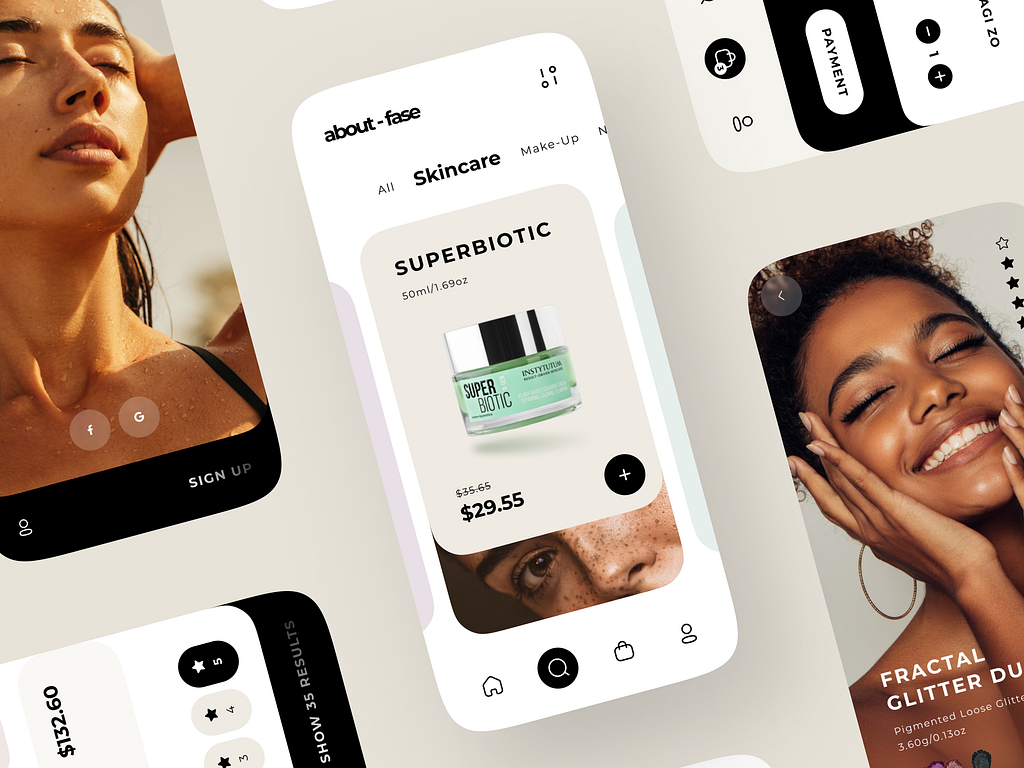 about - fase
All Skincare Make-Up N
SUPERBIOTIC
50ml/1.69oz
SUPER
BIOTIC
INSTYTUTUM
$35.65
$29.55
f G
SIGN UP
$132.60
5
4
3
SHOW 35 RESULTS
3
PAYMENT
1
AGI ZO
FRACTAL
GLITTER DU
Pigmented Loose Glitte
3.60g/0.13oz